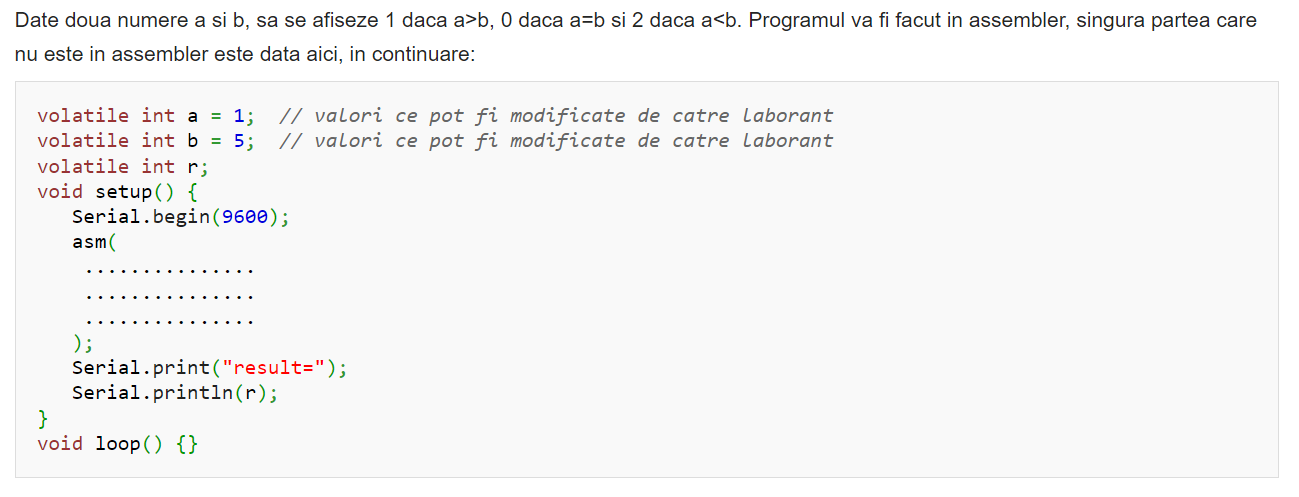 Date doua numere a si b, sa se afiseze 1 daca a>b, 0 daca a=b si 2 daca a<b. Programul va fi facut in assembler, singura partea care
nu este in assembler este data aici, in continuare:
volatile int a = 1;  // valori ce pot fi modificate de catre laborant
volatile int b = 5;  // valori ce pot fi modificate de catre laborant
volatile int r;
void setup() {
   Serial.begin(9600);
   asm(
    ...............
    ...............
    ...............
   );
   Serial.print("result=");
   Serial.println(r);
}
void loop() {}